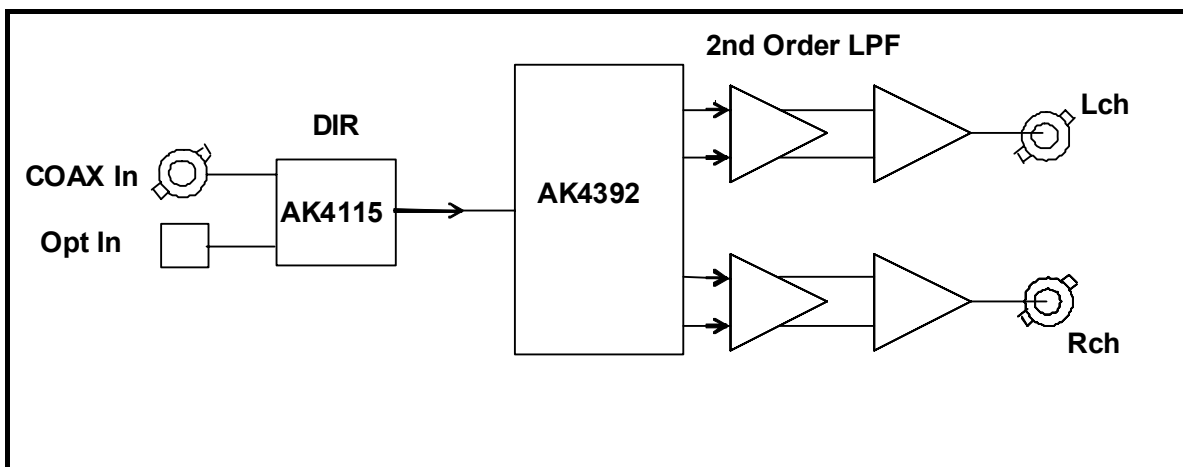 2nd Order LPF
Lch
DIR
COAX In
AK4115
AK4392
Opt In
Rch